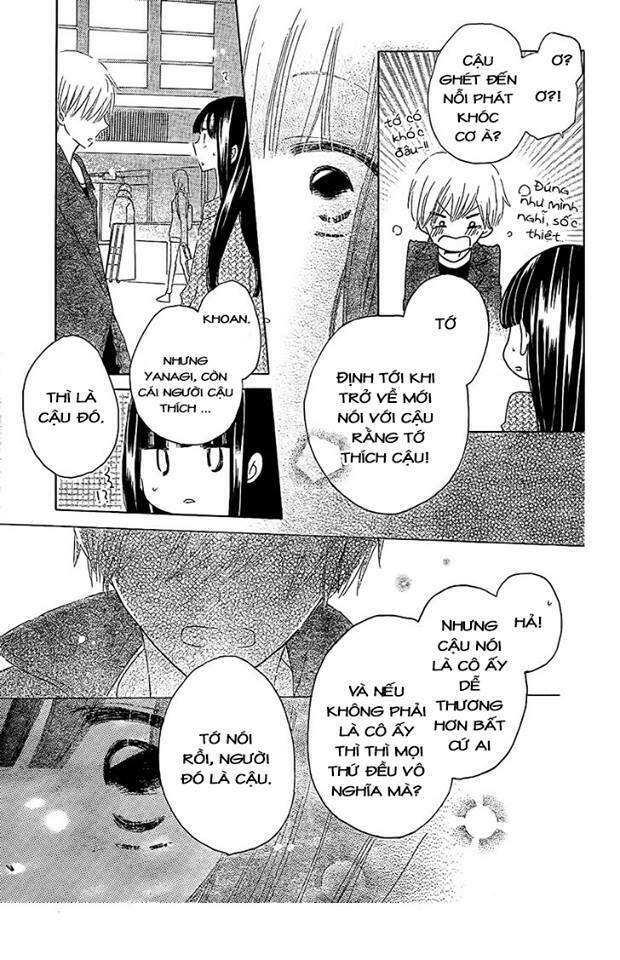 Ơ?
Ơ?!
CẬU
GHÉT ĐẾN
NỖI PHÁT
KHÓC
CƠ À?
tớ có
khóc
đâu~!!
Đúng
như mình
nghĩ, sốc
thiệt.
TỚ
ĐỊNH TỚI KHI
TRỞ VỀ MỚI
NÓI VỚI CẬU
RẰNG TỚ
THÍCH CẬU!
KHOAN.
NHƯNG
YANAGI, CÒN
CÁI NGƯỜI CẬU
THÍCH ...
THÌ LÀ
CẬU ĐÓ.
!?
HẢ!
NHƯNG
CẬU NÓI
LÀ CÔ ẤY
DỄ
THƯƠNG
HƠN BẤT
CỨ AI
VÀ NẾU
KHÔNG PHẢI
LÀ CÔ ẤY
THÌ THÌ MỌI
THỨ ĐỀU VÔ
NGHĨA MÀ?
TỚ NÓI
RỒI, NGƯỜI
ĐÓ LÀ CẬU.